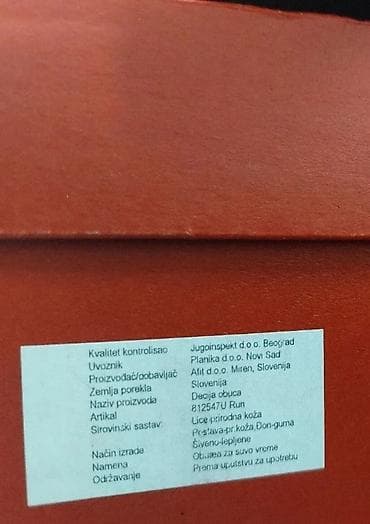 Kvalitet kontrolisao Jugoinspekt d.o.o. Beograd
Uvoznik Planika d.o.o. Novi Sad
Proizvođač/dobavljač Afit d.o.o. Miren, Slovenija
Zemlja porekla Slovenija
Naziv proizvoda Decija obuca
Artikal 812547U Run
Sirovinski sastav: Lice prirodna koža
Postava-pr.koža,Đon-guma
Način izrade Šiveno-lepljene
Namena Obuća za suvo vreme
Održavanje Prema uputstvu za upotrebu